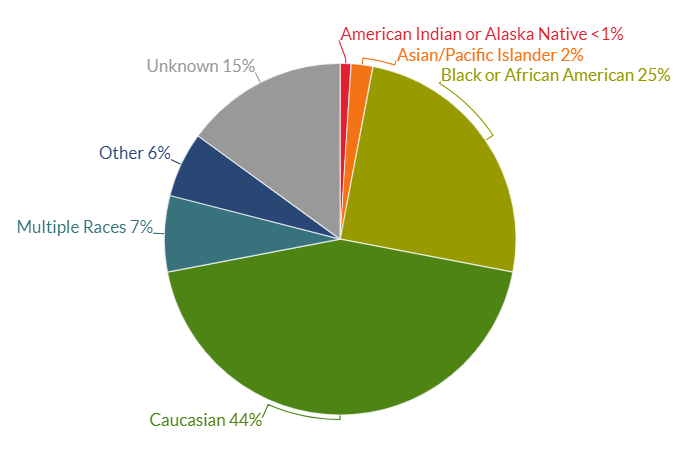 American Indian or Alaska Native <1%
Asian/Pacific Islander 2%
Unknown 15%
Black or African American 25%
Other 6%
Multiple Races 7%
Caucasian 44%